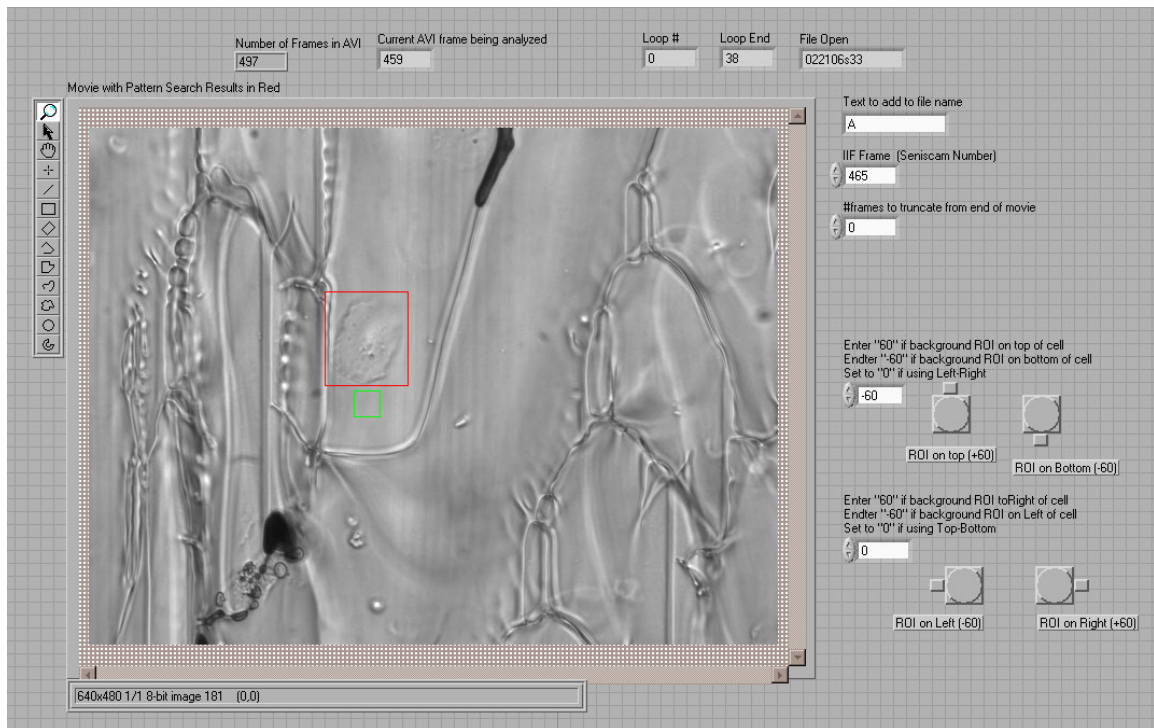 Number of Frames in AVI
497
Current AVI frame being analyzed
459
Loop #
0
Loop End
38
File Open
022106s33
Movie with Pattern Search Results in Red
Text to add to file name
A
IIF Frame (Seniscam Number)
465
#frames to truncate from end of movie
0
Enter "60" if background ROI on top of cell
Endter "-60" if background ROI on bottom of cell
Set to "0" if using Left-Right
-60
ROI on top (+60)
ROI on Bottom (-60)
Enter "60" if background ROI toRight of cell
Endter "-60" if background ROI on Left of cell
Set to "0" if using Top-Bottom
0
ROI on Left (-60)
ROI on Right (+60)
640x480 1/1 8-bit image 181 (0,0)